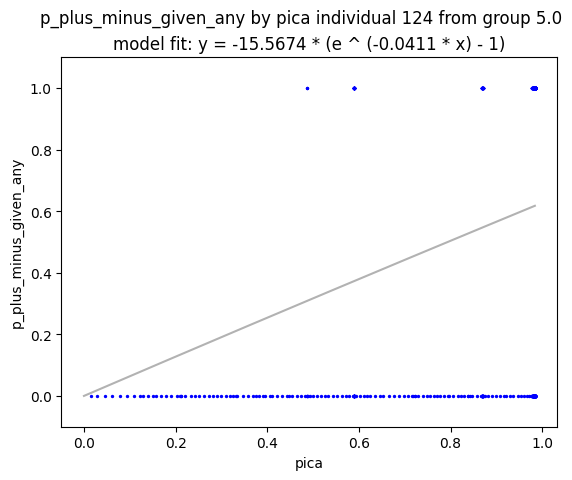 p_plus_minus_given_any by pica individual 124 from group 5.0
model fit: y = -15.5674 * (e ^ (-0.0411 * x) - 1)
1.0
0.8
0.6
0.4
0.2
0.0
p_plus_minus_given_any
0.0 0.2 0.4 0.6 0.8 1.0
pica